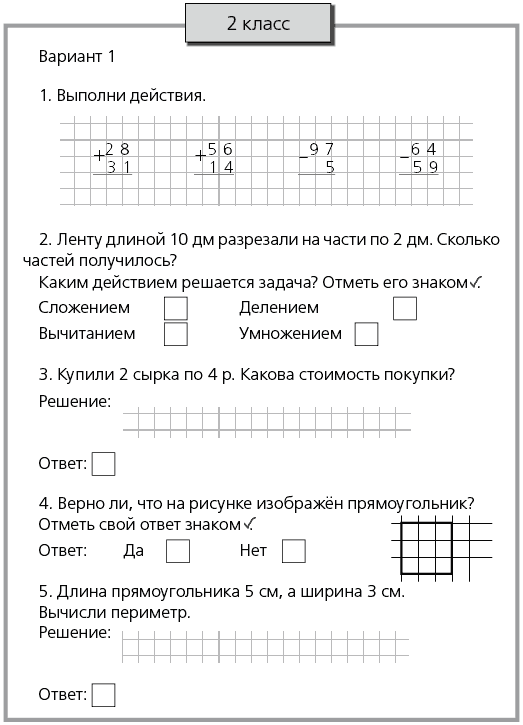 2 класс
Вариант 1
1. Выполни действия.
+28 +56 −97 −64
31 14 5 59
2. Ленту длиной 10 дм разрезали на части по 2 дм. Сколько
частей получилось?
Каким действием решается задача? Отметь его знаком ✓.
Сложением Делением
Вычитанием Умножением
3. Купили 2 сырка по 4 р. Какова стоимость покупки?
Решение:
Ответ:
4. Верно ли, что на рисунке изображён прямоугольник?
Отметь свой ответ знаком ✓
Ответ: Да Нет
5. Длина прямоугольника 5 см, а ширина 3 см.
Вычисли периметр.
Решение:
Ответ: